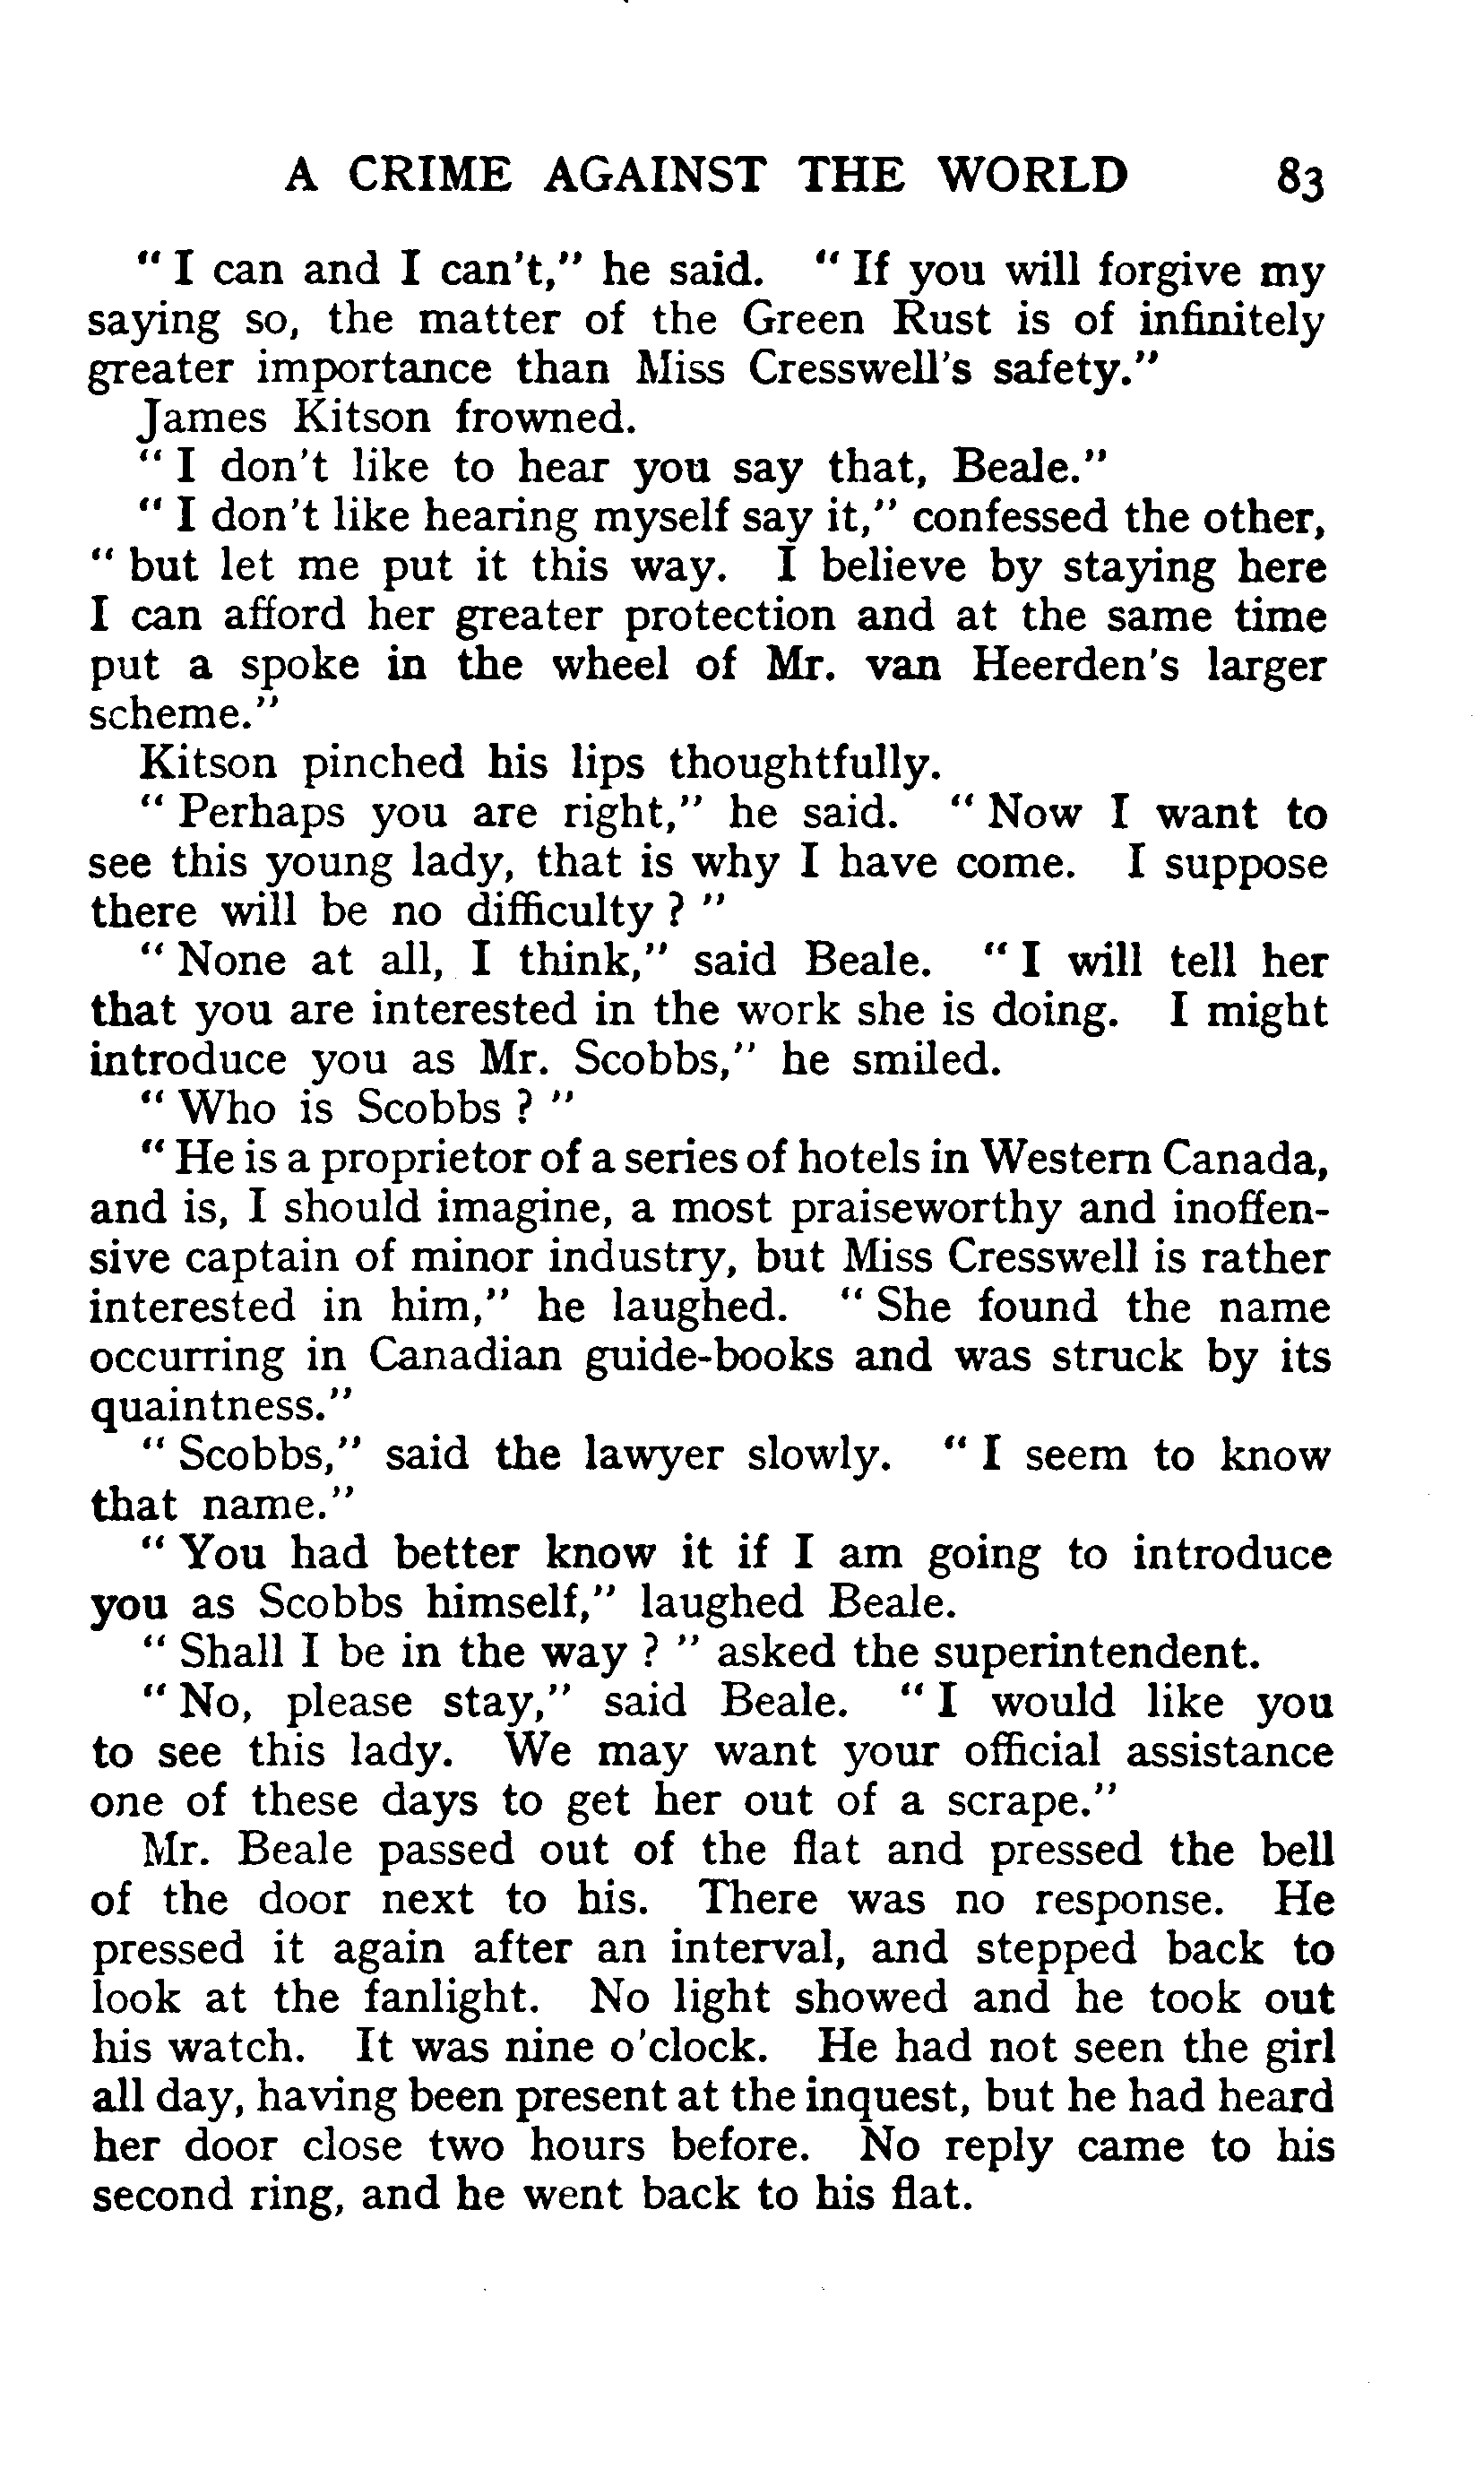 A CRIME AGAINST THE WORLD 83
" I can and I can't," he said. " If you will forgive my
saying so, the matter of the Green Rust is of infinitely
greater importance than Miss Cresswell's safety."
James Kitson frowned.
" I don't like to hear you say that, Beale."
" I don't like hearing myself say it," confessed the other,
" but let me put it this way. I believe by staying here
I can afford her greater protection and at the same time
put a spoke in the wheel of Mr. van Heerden's larger
scheme."
Kitson pinched his lips thoughtfully.
" Perhaps you are right," he said. " Now I want to
see this young lady, that is why I have come. I suppose
there will be no difficulty ? "
" None at all, I think," said Beale. " I will tell her
that you are interested in the work she is doing. I might
introduce you as Mr. Scobbs," he smiled.
" Who is Scobbs ? "
" He is a proprietor of a series of hotels in Western Canada,
and is, I should imagine, a most praiseworthy and inoffen-
sive captain of minor industry, but Miss Cresswell is rather
interested in him," he laughed. " She found the name
occurring in Canadian guide-books and was struck by its
quaintness."
" Scobbs," said the lawyer slowly. " I seem to know
that name."
" You had better know it if I am going to introduce
you as Scobbs himself," laughed Beale.
" Shall I be in the way ? " asked the superintendent.
" No, please stay," said Beale. " I would like you
to see this lady. We may want your official assistance
one of these days to get her out of a scrape."
Mr. Beale passed out of the flat and pressed the bell
of the door next to his. There was no response. He
pressed it again after an interval, and stepped back to
look at the fanlight. No light showed and he took out
his watch. It was nine o'clock. He had not seen the girl
all day, having been present at the inquest, but he had heard
her door close two hours before. No reply came to his
second ring, and he went back to his flat.